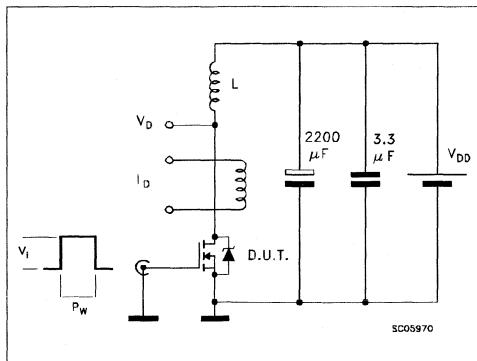 L
V_D
2200
μF
3.3
μF
V_DD
I_D
V_i
D.U.T.
P_W
SC05970